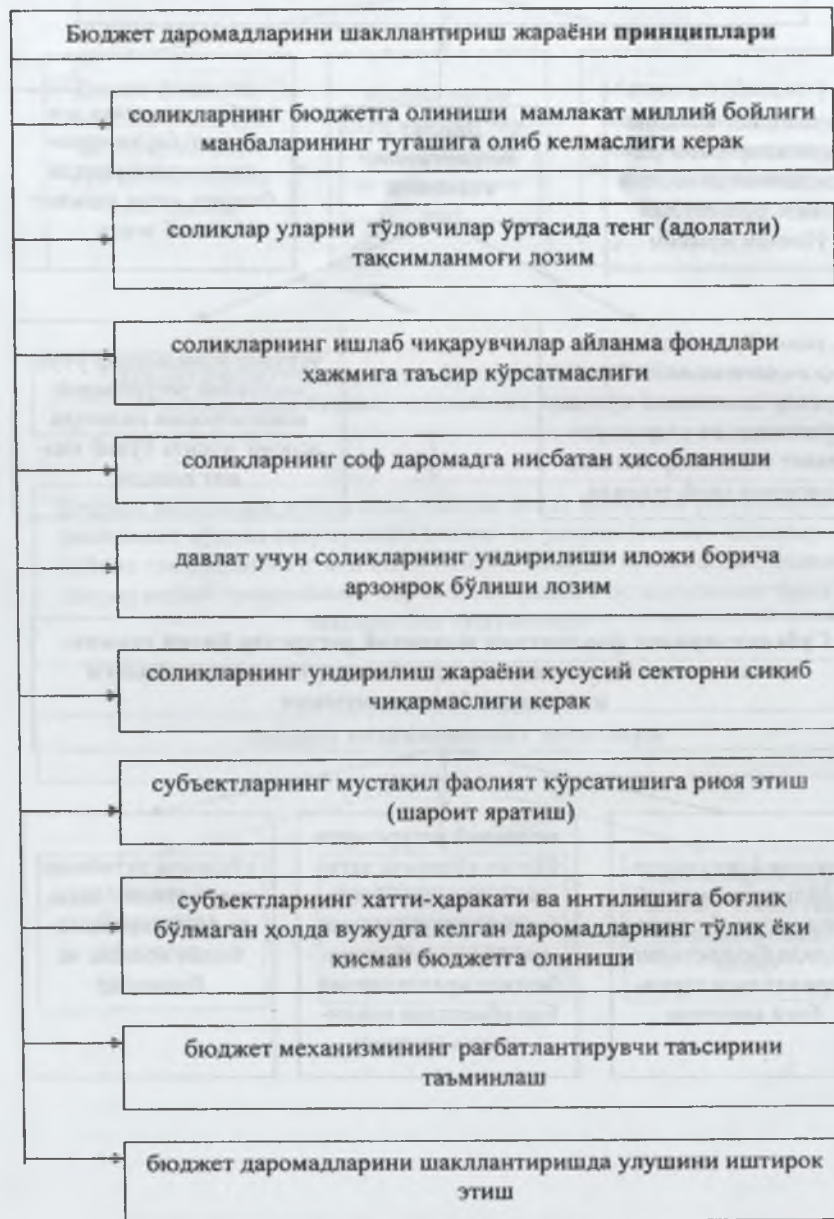 Бюджет даромадларини шакллантириш жараёни принциплари
соликларнинг бюджетга олиниши мамлакат миллий бойлиги
манбаларининг тугашига олиб келмаслиги керак
соликлар уларни тўловчилар ўртасида тенг (адолатли)
тақсимланмоғи лозим
соликларнинг ишлаб чиқарувчилар айланма фондлари
ҳажмига таъсир кўрсатмаслиги
солиқларнинг соф даромадга нисбатан ҳисобланиши
давлат учун солиқларнинг ундирилиши иложи борича
арзонроқ бўлиши лозим
солиқларнинг ундирилиш жараёни хусусий секторни сиқиб
чиқармаслиги керак
субъектларнинг мустақил фаолият кўрсатишига риоя этиш
(шароит яратиш)
субъектларнинг хатти-ҳаракати ва интилишига боғлиқ
бўлмаган ҳолда вужудга келган даромадларнинг тўлиқ ёки
қисман бюджетга олиниши
бюджет механизмининг рағбатлантирувчи таъсирини
таъминлаш
бюджет даромадларини шакллантиришда улушини иштирок
этиш